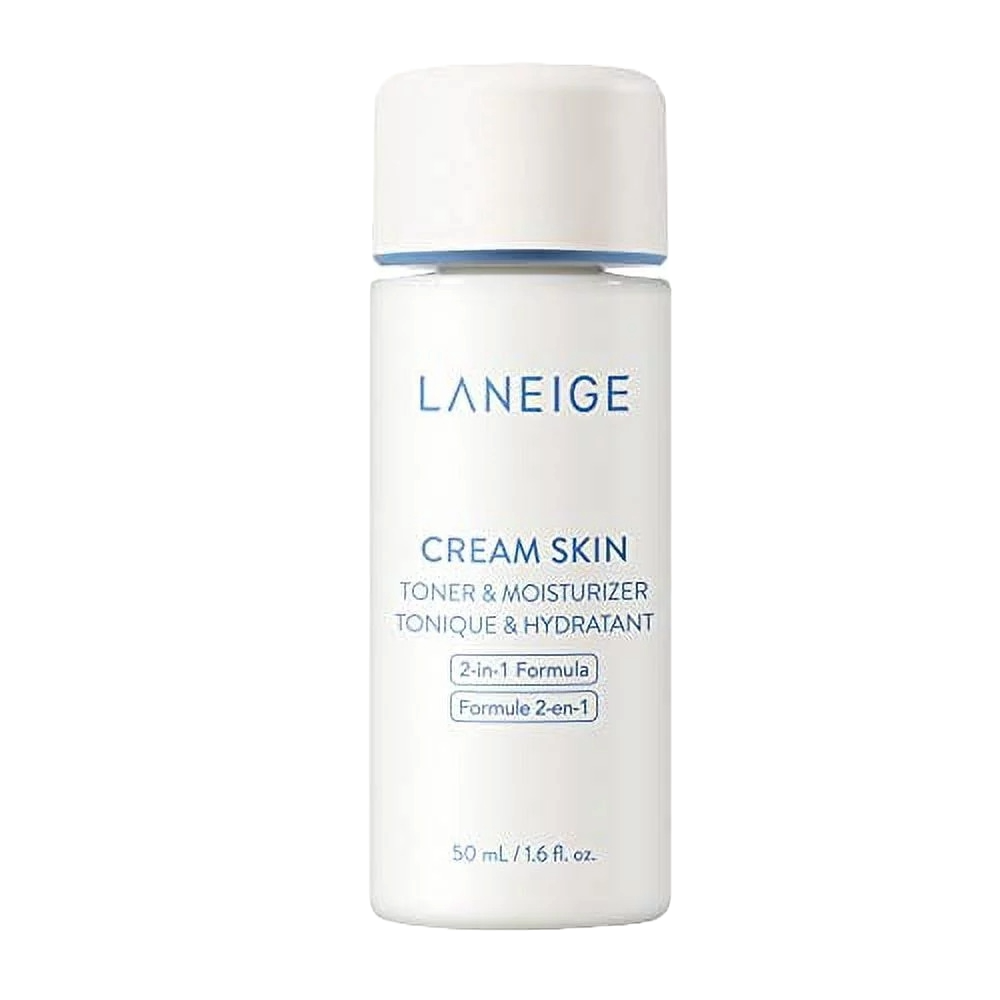 LANEIGE
CREAM SKIN
TONER & MOISTURIZER
TONIQUE & HYDRATANT
2-in-1 Formula
Formule 2-en-1
50 mL / 1.6 fl. oz.